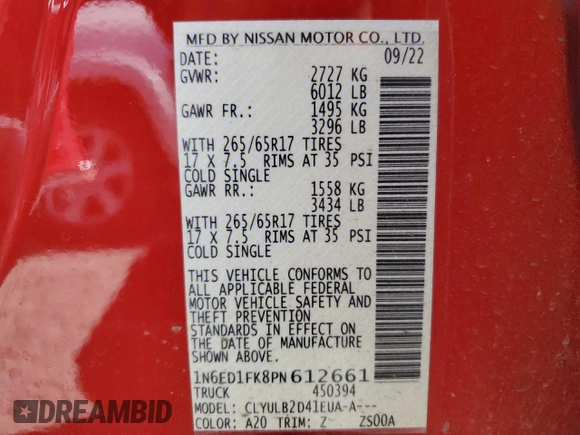 MFD BY NISSAN MOTOR CO., LTD.
DATE: 09/22
GVWR: 2727 KG
6012 LB
GAWR FR.: 1495 KG
3296 LB
WITH 265/65R17 TIRES
17 X 7.5 RIMS AT 35 PSI
COLD SINGLE
GAWR RR.: 1558 KG
3434 LB
WITH 265/65R17 TIRES
17 X 7.5 RIMS AT 35 PSI
COLD SINGLE
THIS VEHICLE CONFORMS TO
ALL APPLICABLE FEDERAL
MOTOR VEHICLE SAFETY AND
THEFT PREVENTION
STANDARDS IN EFFECT ON
THE DATE OF MANUFACTURE
SHOWN ABOVE.
1N6ED1FK8PN612661
TRUCK 450394
MODEL: CLYULB2D41EUA-A---
COLOR: A20 TRIM: Z ZS00A
DEALERS AUCTION HISTORY